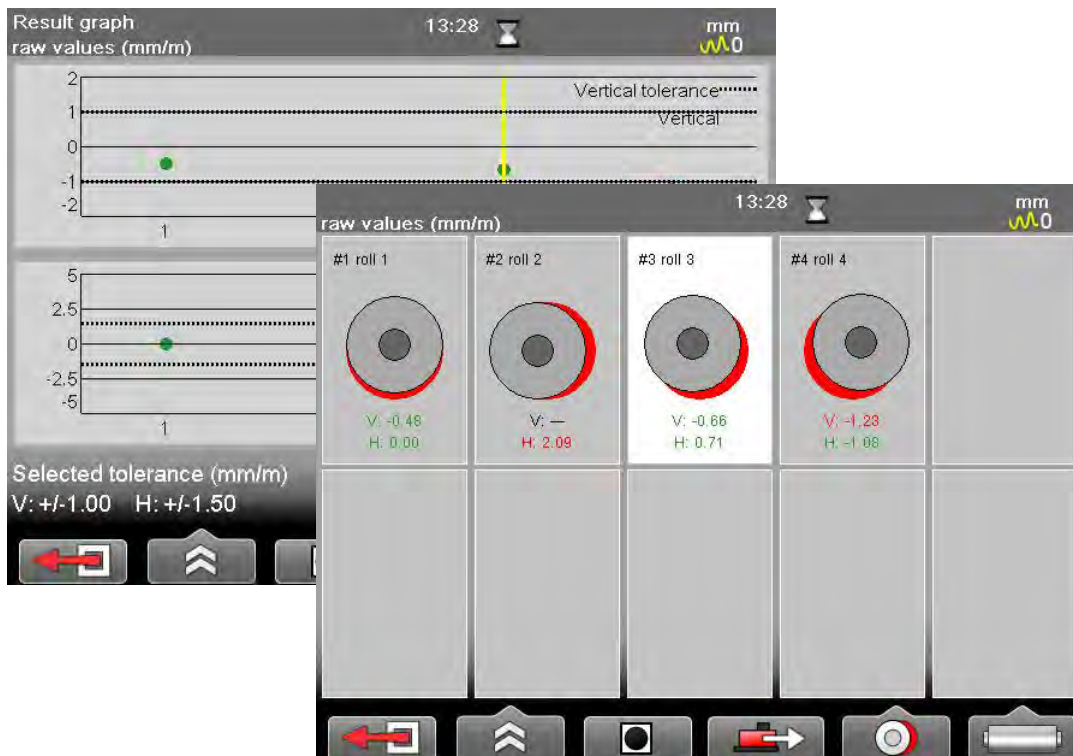 Result graph
raw values (mm/m)
13:28
mm
0
2
1
0
-1
-2
Vertical tolerance
Vertical
1
5
2.5
0
-2.5
-5
1
Selected tolerance (mm/m)
V: +/-1.00 H: +/-1.50
raw values (mm/m)
13:28
mm
0
#1 roll 1
V: -0.48
H: 0.00
#2 roll 2
V: —
H: 2.09
#3 roll 3
V: -0.66
H: 0.71
#4 roll 4
V: -1.23
H: -1.08